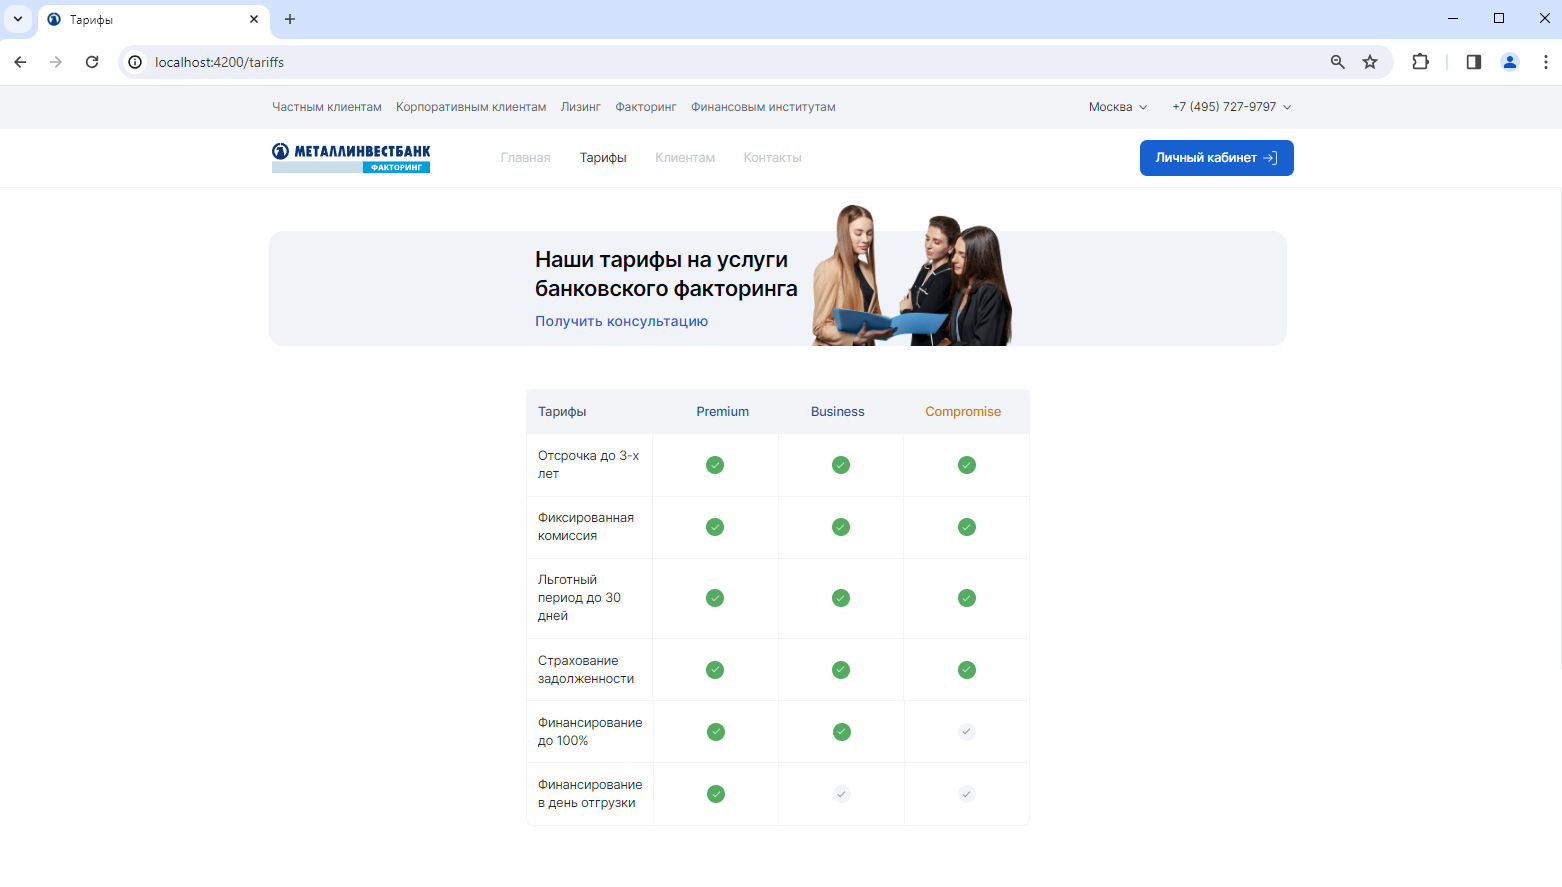 Тарифы
localhost:4200/tariffs
Частным клиентам Корпоративным клиентам Лизинг Факторинг Финансовым институтам Москва +7 (495) 727-9797
МЕТАЛЛИНВЕСТБАНК
ФАКТОРИНГ
Главная Тарифы Клиентам Контакты Личный кабинет
Наши тарифы на услуги
банковского факторинга
Получить консультацию
Тарифы Premium Business Compromise
Отсрочка до 3-х
лет
Фиксированная
комиссия
Льготный
период до 30
дней
Страхование
задолженности
Финансирование
до 100%
Финансирование
в день отгрузки